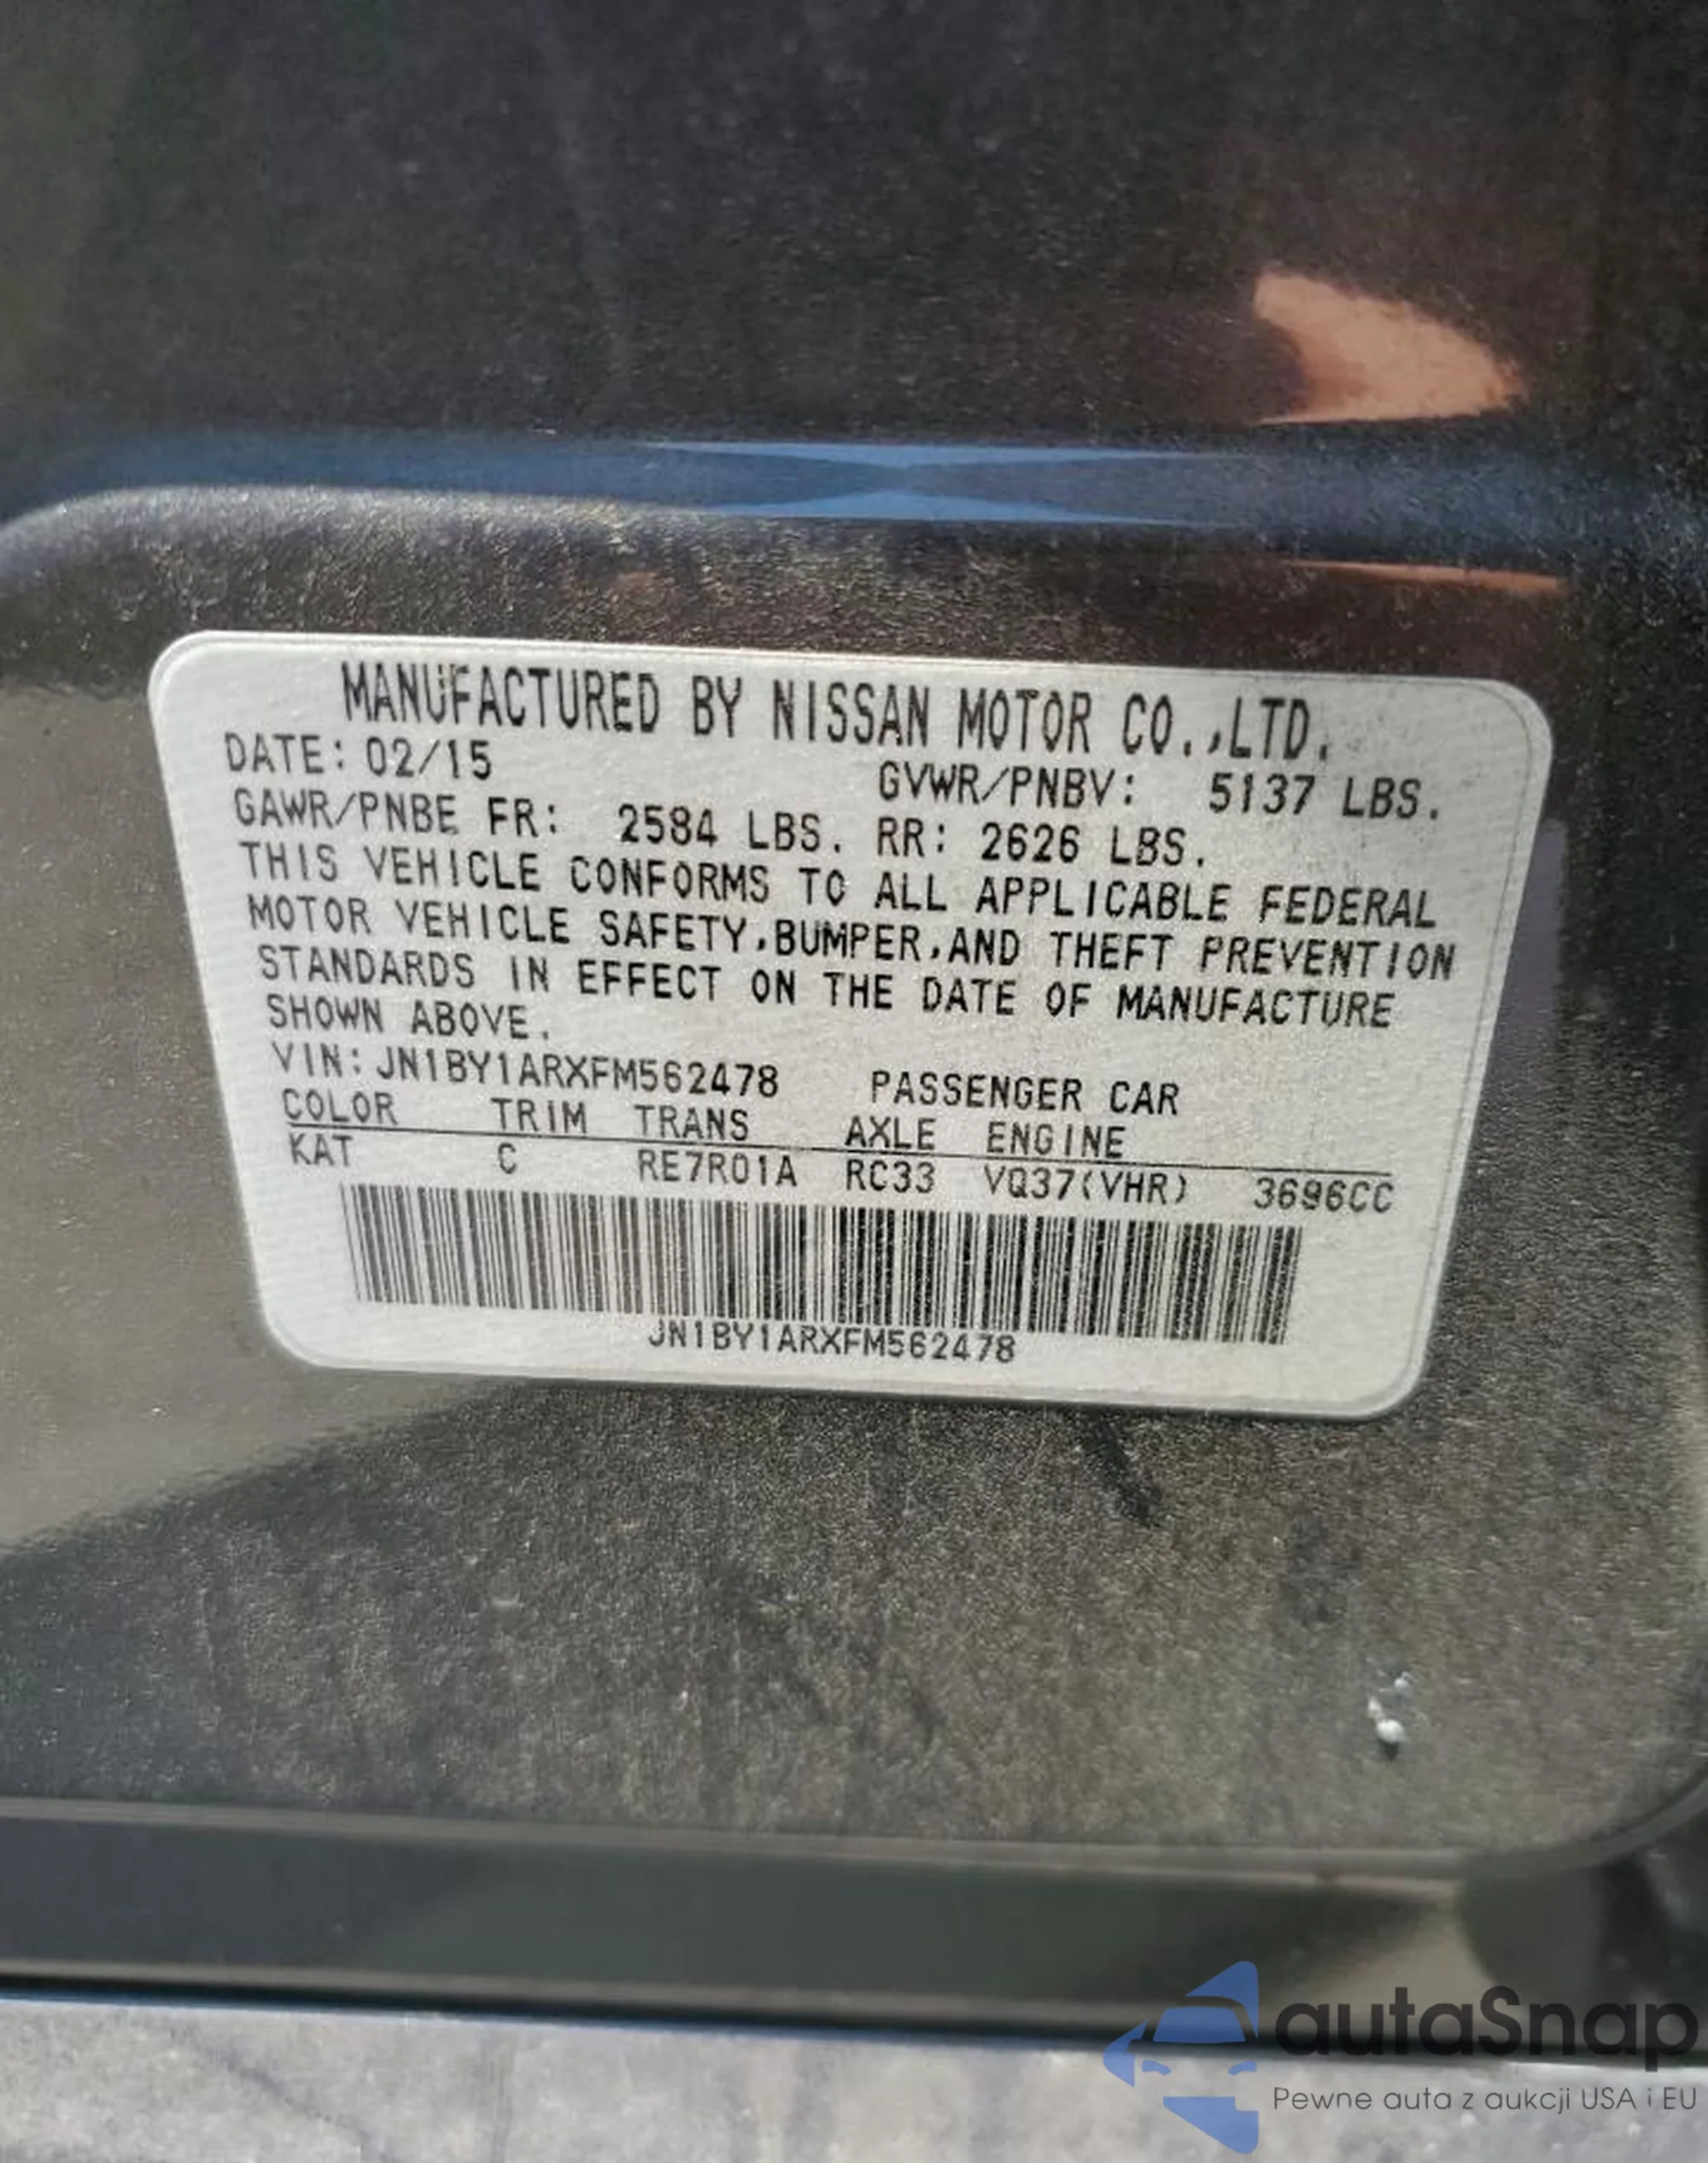 MANUFACTURED BY NISSAN MOTOR CO.,LTD.
DATE: 02/15 GVWR/PNBV: 5137 LBS.
GAWR/PNBE FR: 2584 LBS. RR: 2626 LBS.
THIS VEHICLE CONFORMS TO ALL APPLICABLE FEDERAL
MOTOR VEHICLE SAFETY,BUMPER,AND THEFT PREVENTION
STANDARDS IN EFFECT ON THE DATE OF MANUFACTURE
SHOWN ABOVE.
VIN:JN1BY1ARXFM562478 PASSENGER CAR
COLOR TRIM TRANS AXLE ENGINE
KAT C RE7R01A RC33 VQ37(VHR) 3696CC
JN1BY1ARXFM562478
autaSnap
Pewne auta z aukcji USA i EU